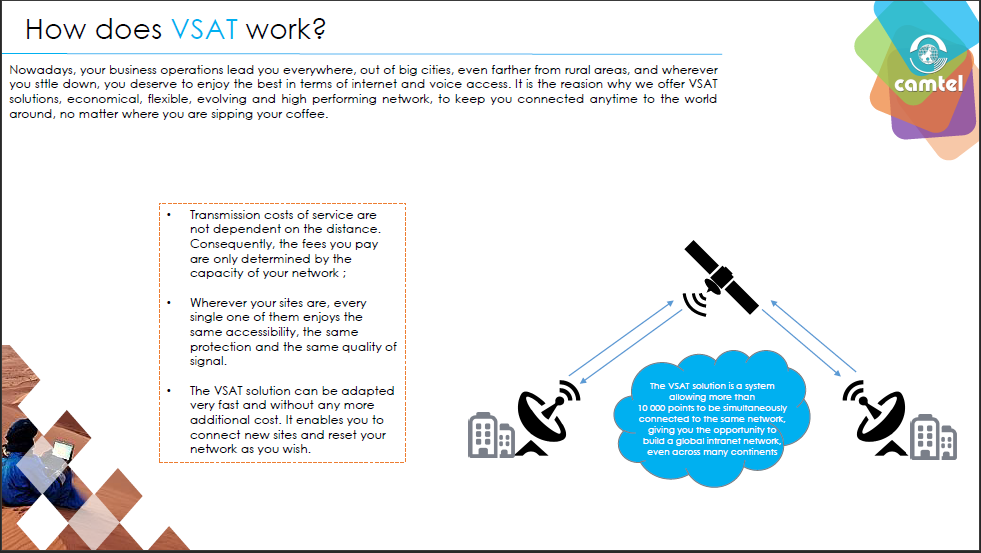 How does VSAT work?
camtel
Nowadays, your business operations lead you everywhere, out of big cities, even farther from rural areas, and wherever
you sttle down, you deserve to enjoy the best in terms of internet and voice access. It is the reason why we offer VSAT
solutions, economical, flexible, evolving and high performing network, to keep you connected anytime to the world
around, no matter where you are sipping your coffee.
• Transmission costs of service are
not dependent on the distance.
Consequently, the fees you pay
are only determined by the
capacity of your network ;
• Wherever your sites are, every
single one of them enjoys the
same accessibility, the same
protection and the same quality of
signal.
• The VSAT solution can be adapted
very fast and without any more
additional cost. It enables you to
connect new sites and reset your
network as you wish.
The VSAT solution is a system
allowing more than
10 000 points to be simultaneously
connected to the same network,
giving you the opportunity to
build a global intranet network,
even across many continents